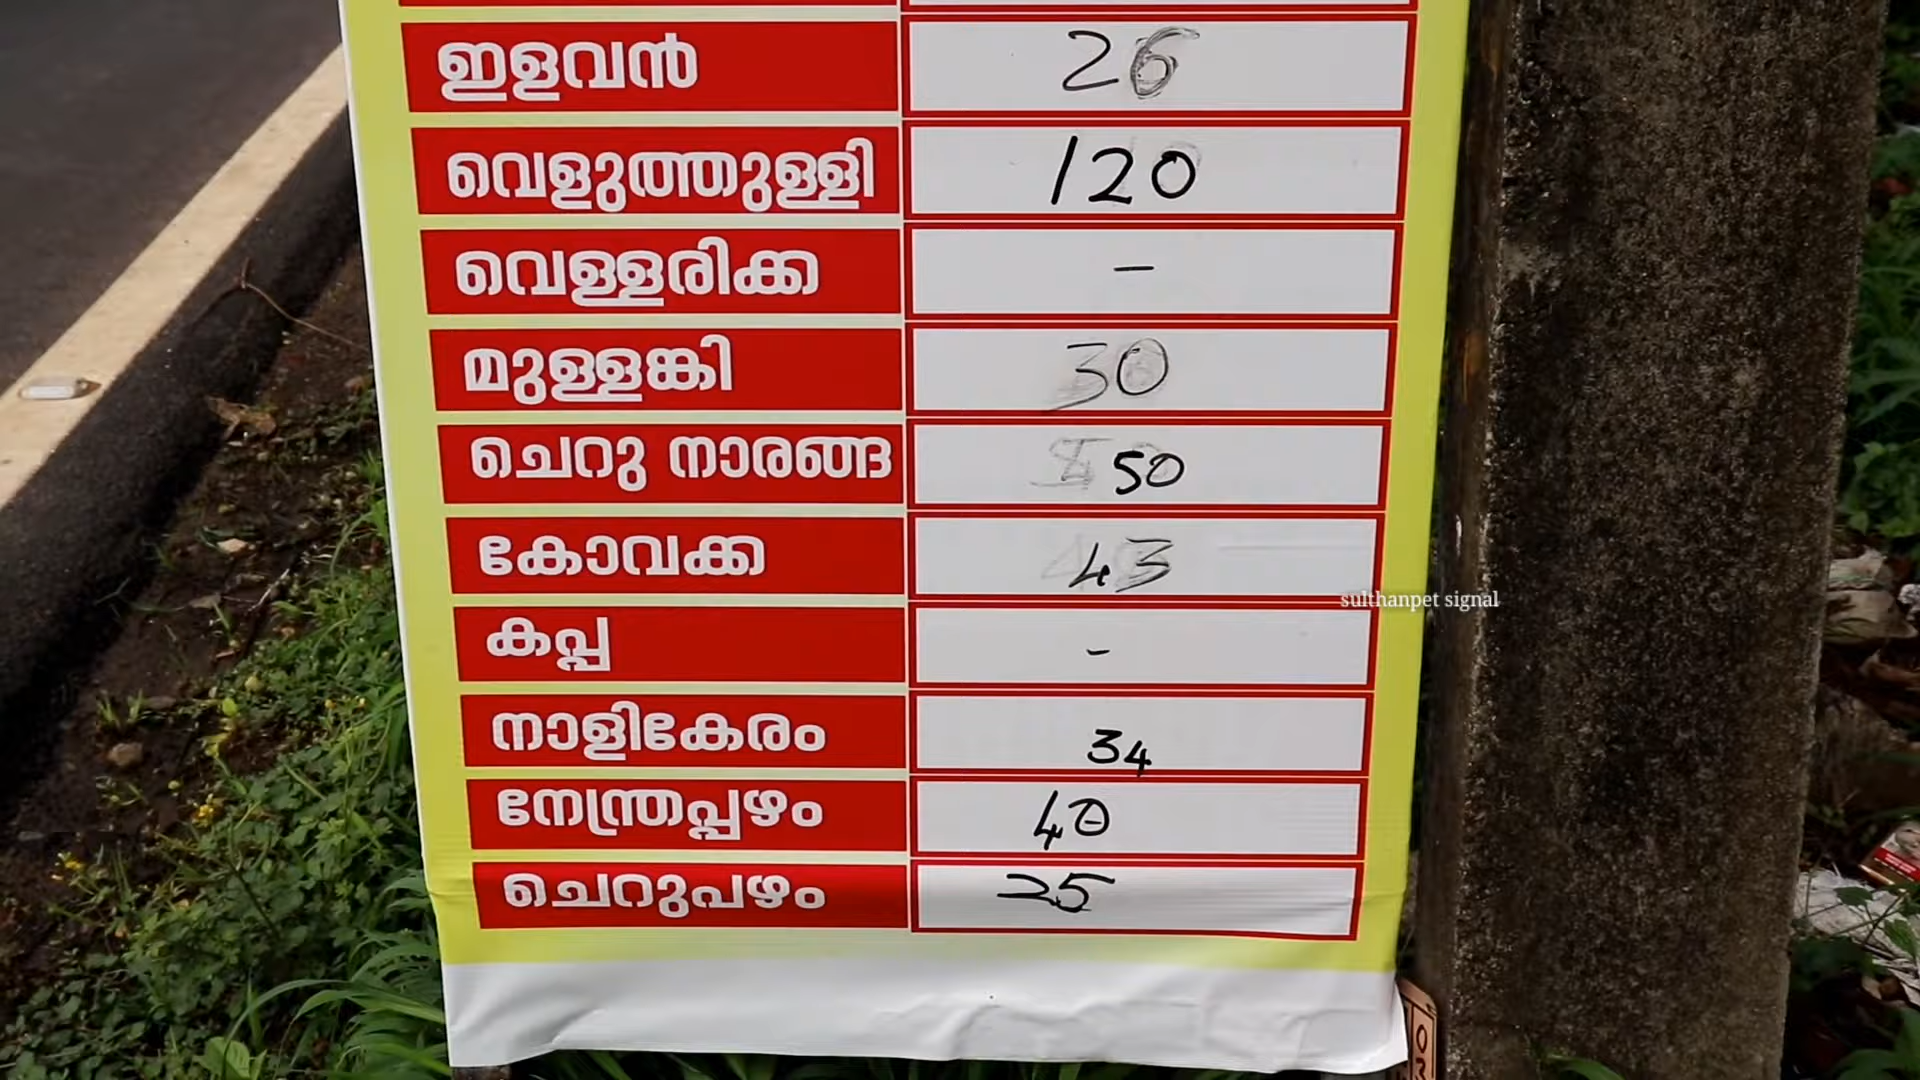 ഇളവൻ 26
വെളുത്തുള്ളി 120
വെള്ളരിക്ക -
മുള്ളങ്കി 30
ചെറു നാരങ്ങ 50
കോവക്ക 43
കപ്പ -
നാളികേരം 34
നേന്ത്രപ്പഴം 40
ചെറുപഴം 25
sulthanpet signal